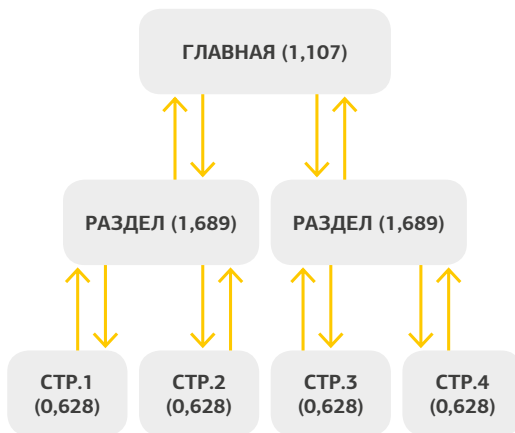 ГЛАВНАЯ (1,107)
РАЗДЕЛ (1,689)
РАЗДЕЛ (1,689)
СТР.1
(0,628)
СТР.2
(0,628)
СТР.3
(0,628)
СТР.4
(0,628)